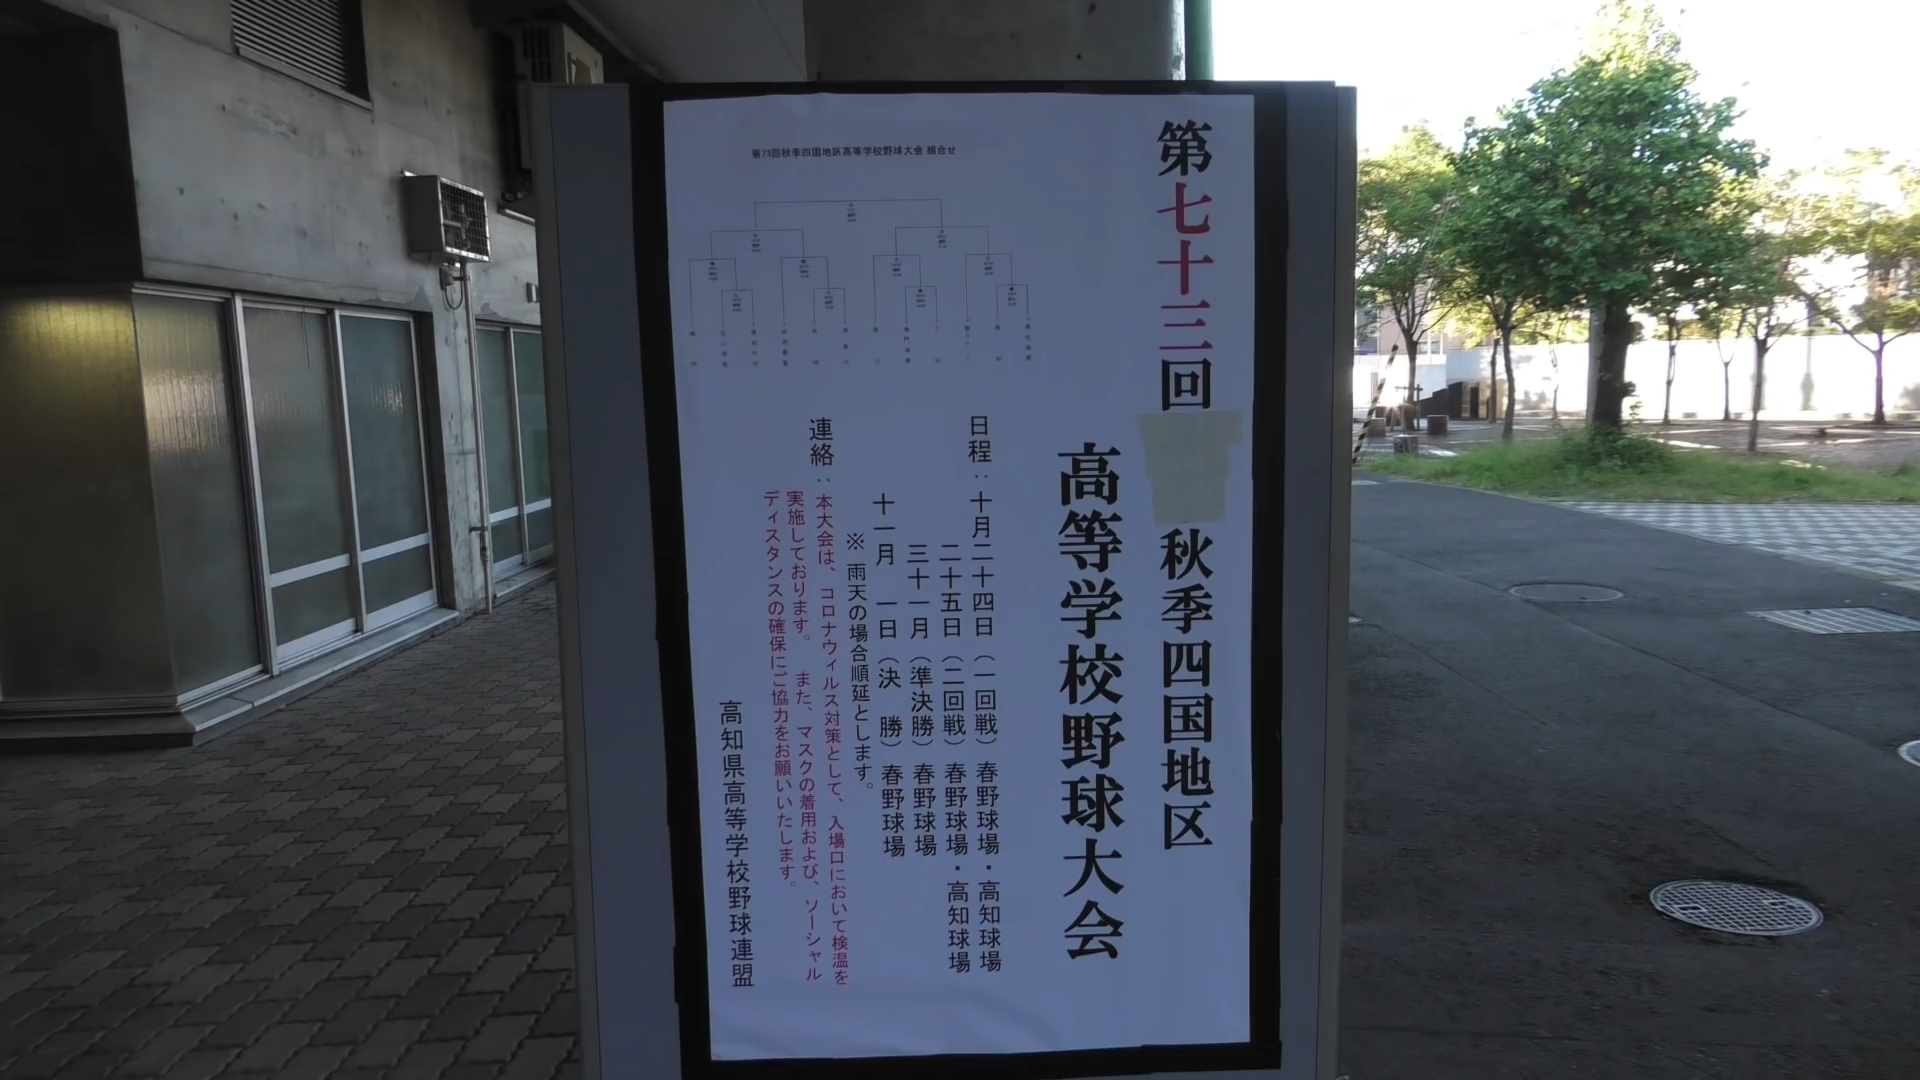 第七十三回 秋季四国地区
高等学校野球大会
第73回秋季四国地区高等学校野球大会 組合せ
日程：十月二十四日（一回戦）春野球場・高知球場
二十五日（二回戦）春野球場・高知球場
三十一月（準決勝）春野球場
十一月 一日（決 勝）春野球場
※ 雨天の場合順延とします。
連絡：本大会は、コロナウィルス対策として、入場口において検温を
実施しております。 また、マスクの着用および、ソーシャル
ディスタンスの確保にご協力をお願いいたします。
高知県高等学校野球連盟